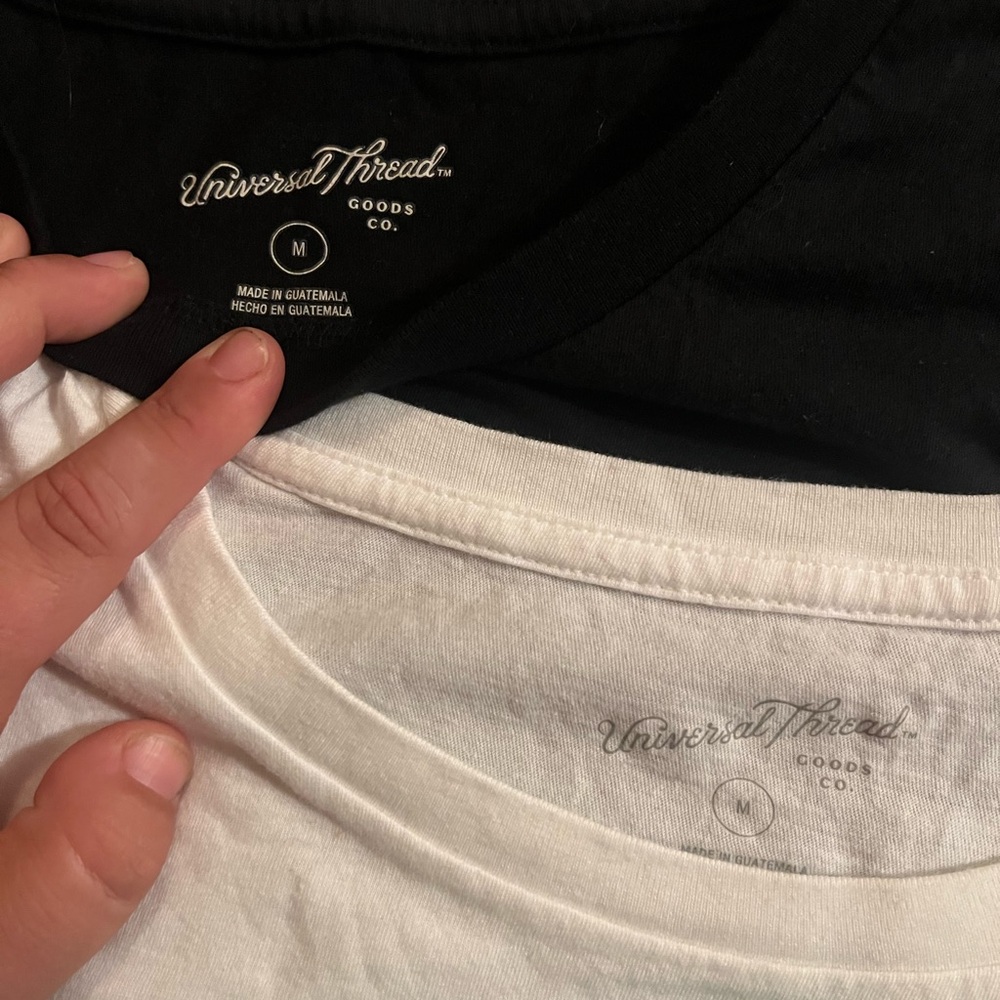 Universal Thread™
GOODS
CO.
M
MADE IN GUATEMALA
HECHO EN GUATEMALA
Universal Thread™
GOODS
CO.
M
MADE IN GUATEMALA